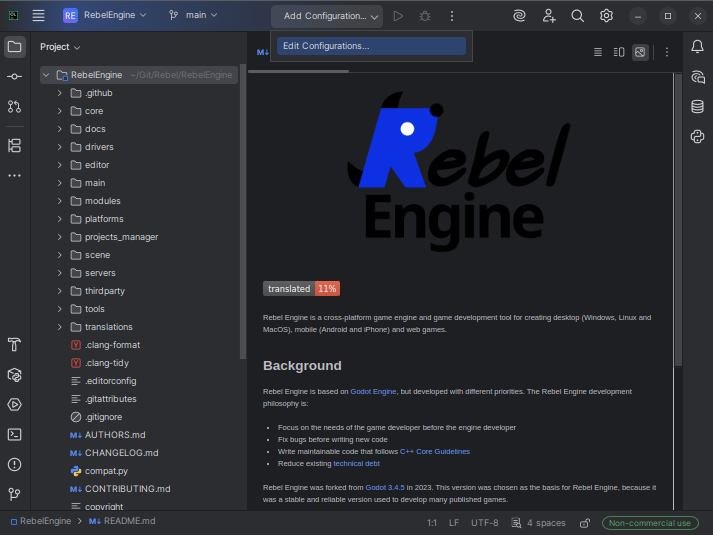 RE RebelEngine main Add Configuration...
Edit Configurations...
Project
RebelEngine ~/Git/Rebel/RebelEngine
.github
core
docs
drivers
editor
main
modules
platforms
projects_manager
scene
servers
thirdparty
tools
translations
.clang-format
.clang-tidy
.editorconfig
.gitattributes
.gitignore
AUTHORS.md
CHANGELOG.md
compat.py
CONTRIBUTING.md
copyright
Rebel
Engine
translated 11%
Rebel Engine is a cross-platform game engine and game development tool for creating desktop (Windows, Linux and
MacOS), mobile (Android and iPhone) and web games.
Background
Rebel Engine is based on Godot Engine, but developed with different priorities. The Rebel Engine development
philosophy is:
Focus on the needs of the game developer before the engine developer
Fix bugs before writing new code
Write maintainable code that follows C++ Core Guidelines
Reduce existing technical debt
Rebel Engine was forked from Godot 3.4.5 in 2023. This version was chosen as the basis for Rebel Engine, because it
was a stable and reliable version used to develop many published games.
RebelEngine README.md 1:1 LF UTF-8 4 spaces Non-commercial use